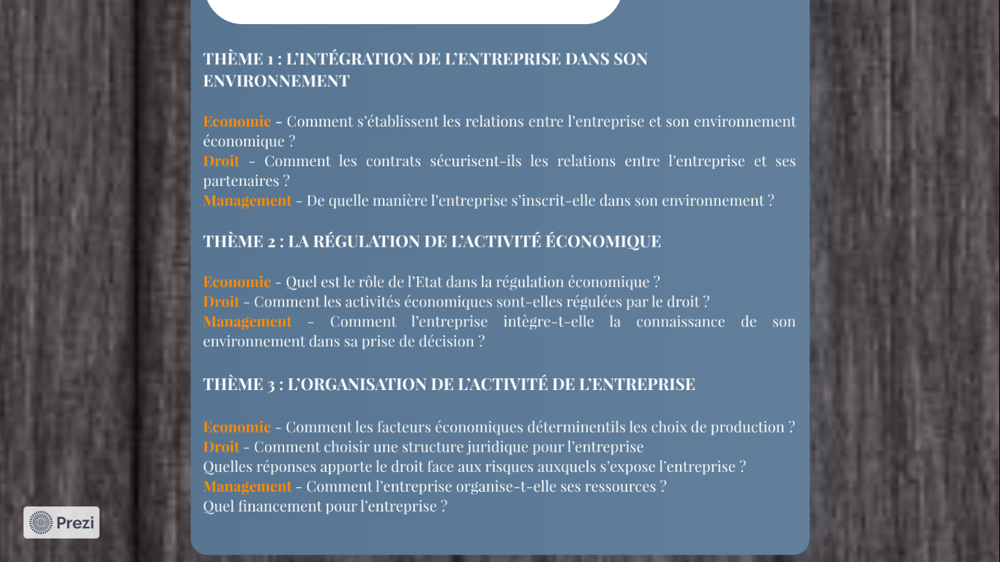 THÈME 1 : L’INTÉGRATION DE L’ENTREPRISE DANS SON
ENVIRONNEMENT
Economie - Comment s’établissent les relations entre l’entreprise et son environnement
économique ?
Droit - Comment les contrats sécurisent-ils les relations entre l’entreprise et ses
partenaires ?
Management - De quelle manière l’entreprise s’inscrit-elle dans son environnement ?
THÈME 2 : LA RÉGULATION DE L’ACTIVITÉ ÉCONOMIQUE
Economie - Quel est le rôle de l’Etat dans la régulation économique ?
Droit - Comment les activités économiques sont-elles régulées par le droit ?
Management - Comment l’entreprise intègre-t-elle la connaissance de son
environnement dans sa prise de décision ?
THÈME 3 : L’ORGANISATION DE L’ACTIVITÉ DE L’ENTREPRISE
Economie - Comment les facteurs économiques déterminentils les choix de production ?
Droit - Comment choisir une structure juridique pour l’entreprise
Quelles réponses apporte le droit face aux risques auxquels s’expose l’entreprise ?
Management - Comment l’entreprise organise-t-elle ses ressources ?
Quel financement pour l’entreprise ?
Prezi